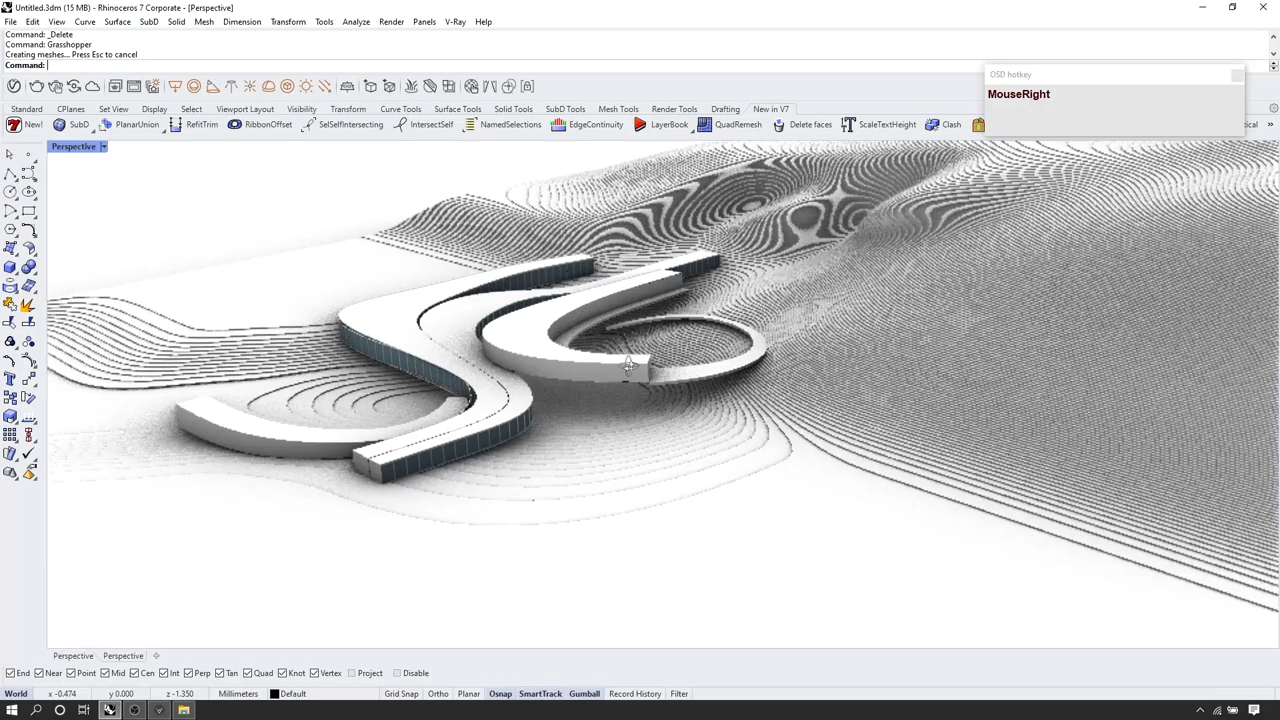 Untitled.3dm (15 MB) - Rhinoceros 7 Corporate - [Perspective]
File Edit View Curve Surface SubD Solid Mesh Dimension Transform Tools Analyze Render Panels V-Ray Help
Command: _Delete
Command: Grasshopper
Creating meshes... Press Esc to cancel
Command:
OSD hotkey
MouseRight
Standard CPlanes Set View Display Select Viewport Layout Visibility Transform Curve Tools Surface Tools Solid Tools SubD Tools Mesh Tools Render Tools Drafting New in V7
New! SubD PlanarUnion RefitTrim RibbonOffset SelSelfIntersecting IntersectSelf NamedSelections EdgeContinuity LayerBook QuadRemesh Delete faces ScaleTextHeight Clash tical »
Perspective
Perspective Perspective
End Near Point Mid Cen Int Perp Tan Quad Knot Vertex Project Disable
World x -0.474 y 0.000 z -1.350 Millimeters Default Grid Snap Ortho Planar Osnap SmartTrack Gumball Record History Filter